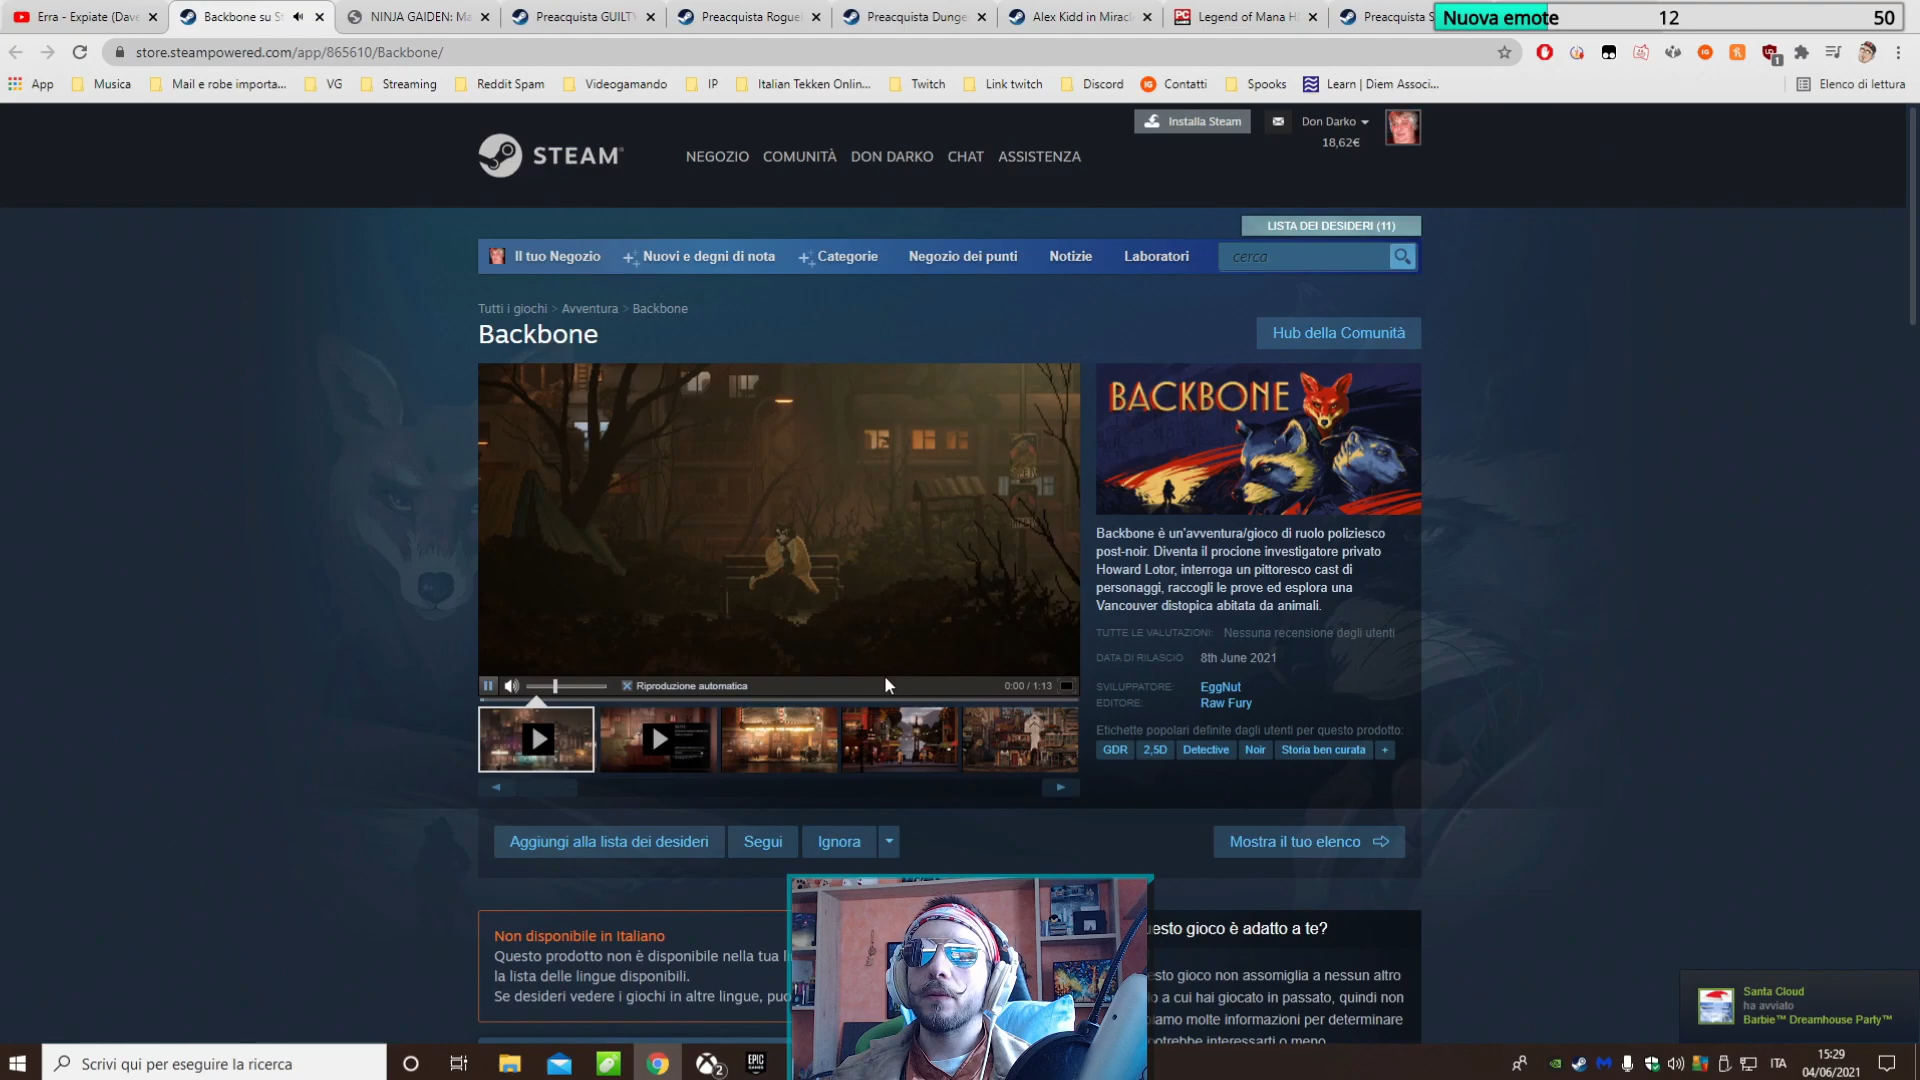 Erra - Expiate (Dave
Backbone su St
NINJA GAIDEN: Ma
Preacquista GUILTY
Preacquista Rogue
Preacquista Dunge
Alex Kidd in Miracl
Legend of Mana H
Preacquista S
Nuova emote 12 50
store.steampowered.com/app/865610/Backbone/
App
Musica
Mail e robe importa...
VG
Streaming
Reddit Spam
Videogamando
IP
Italian Tekken Onlin...
Twitch
Link twitch
Discord
Contatti
Spooks
Learn | Diem Associ...
Elenco di lettura
Installa Steam
Don Darko
18,62€
STEAM
NEGOZIO COMUNITÀ DON DARKO CHAT ASSISTENZA
LISTA DEI DESIDERI (11)
Il tuo Negozio
Nuovi e degni di nota
Categorie
Negozio dei punti
Notizie
Laboratori
cerca
Tutti i giochi > Avventura > Backbone
Backbone
Hub della Comunità
BACKBONE
Backbone è un'avventura/gioco di ruolo poliziesco
post-noir. Diventa il procione investigatore privato
Howard Lotor, interroga un pittoresco cast di
personaggi, raccogli le prove ed esplora una
Vancouver distopica abitata da animali.
TUTTE LE VALUTAZIONI: Nessuna recensione degli utenti
DATA DI RILASCIO 8th June 2021
SVILUPPATORE: EggNut
EDITORE: Raw Fury
Etichette popolari definite dagli utenti per questo prodotto:
GDR 2,5D Detective Noir Storia ben curata +
Riproduzione automatica
0:00 / 1:13
Aggiungi alla lista dei desideri
Segui
Ignora
Mostra il tuo elenco
Non disponibile in Italiano
Questo prodotto non è disponibile nella tua l
la lista delle lingue disponibili.
Se desideri vedere i giochi in altre lingue, puo
uesto gioco è adatto a te?
esto gioco non assomiglia a nessun altro
o a cui hai giocato in passato, quindi non
biamo molte informazioni per determinare
potrebbe interessarti o meno.
Santa Cloud
ha avviato
Barbie™ Dreamhouse Party™
Scrivi qui per eseguire la ricerca
EPIC
GAMES
2
ITA
15:29
04/06/2021